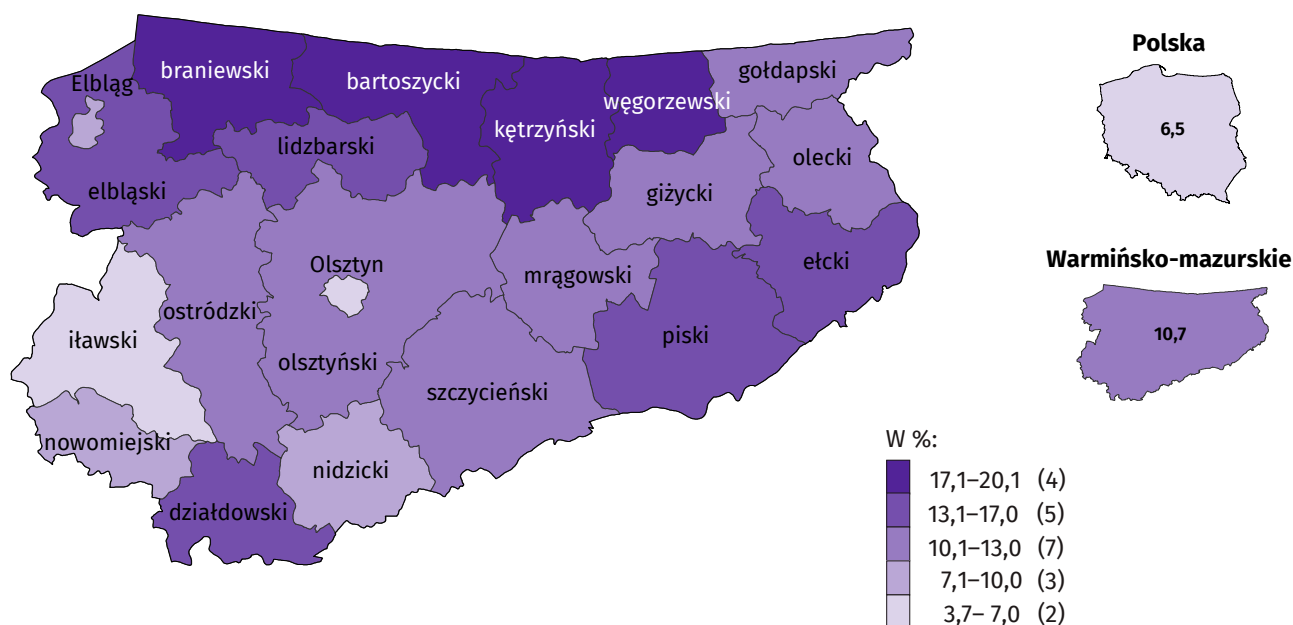 Elbląg
braniewski
bartoszycki
gołdapski
węgorzewski
kętrzyński
lidzbarski
olecki
elbląski
giżycki
Olsztyn
mrągowski
ełcki
ostródzki
iławski
piski
olsztyński
szczycieński
nowomiejski
nidzicki
działdowski
Polska
6,5
Warmińsko-mazurskie
10,7
W %:
17,1–20,1 (4)
13,1–17,0 (5)
10,1–13,0 (7)
7,1–10,0 (3)
3,7– 7,0 (2)